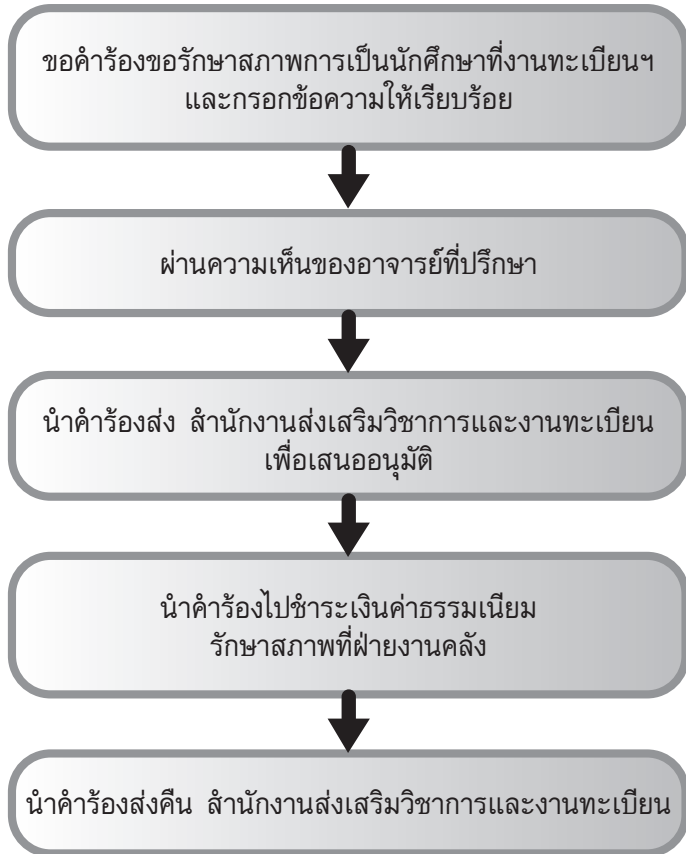 ขอคำร้องขอรักษาสภาพการเป็นนักศึกษาที่งานทะเบียนฯ
และกรอกข้อความให้เรียบร้อย
ผ่านความเห็นของอาจารย์ที่ปรึกษา
นำคำร้องส่ง สำนักงานส่งเสริมวิชาการและงานทะเบียน
เพื่อเสนออนุมัติ
นำคำร้องไปชำระเงินค่าธรรมเนียม
รักษาสภาพที่ฝ่ายงานคลัง
นำคำร้องส่งคืน สำนักงานส่งเสริมวิชาการและงานทะเบียน